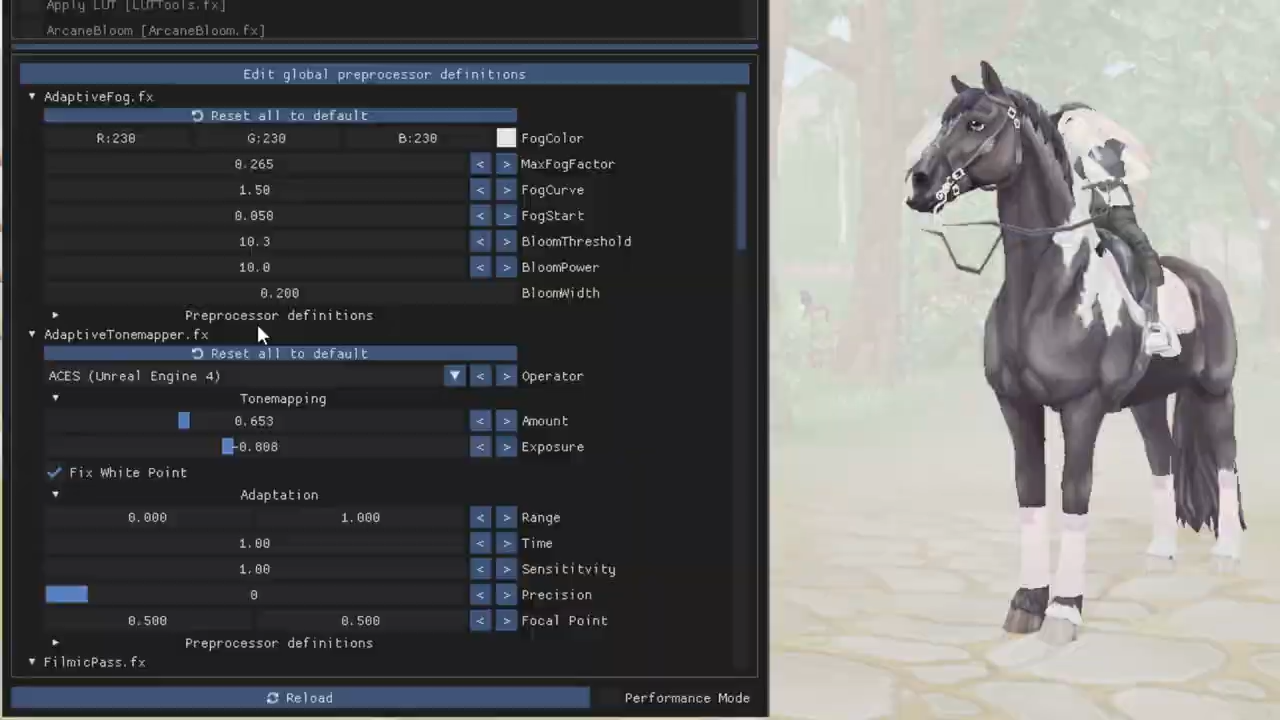 Apply LUT [LUTTools.fx]
ArcaneBloom [ArcaneBloom.fx]
Edit global preprocessor definitions
AdaptiveFog.fx
Reset all to default
R:230 G:230 B:230 FogColor
0.265 < > MaxFogFactor
1.50 < > FogCurve
0.050 < > FogStart
10.3 < > BloomThreshold
10.0 < > BloomPower
0.200 BloomWidth
Preprocessor definitions
AdaptiveTonemapper.fx
Reset all to default
ACES (Unreal Engine 4) < > Operator
Tonemapping
0.653 < > Amount
-0.808 < > Exposure
Fix White Point
Adaptation
0.000 1.000 < > Range
1.00 < > Time
1.00 < > Sensititvity
0 < > Precision
0.500 0.500 < > Focal Point
Preprocessor definitions
FilmicPass.fx
Reload Performance Mode